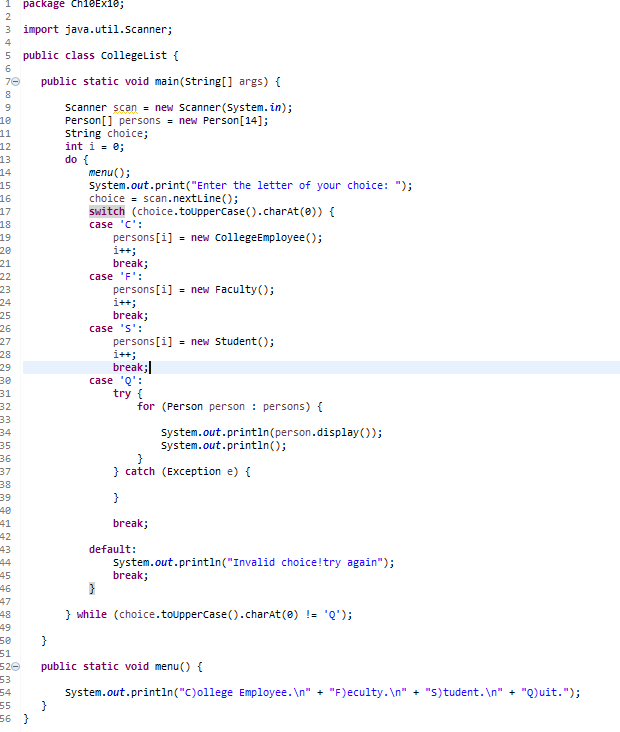 1 package Ch10Ex10;
2
3 import java.util.Scanner;
4
5 public class CollegeList {
6
7 public static void main(String[] args) {
8
9 Scanner scan = new Scanner(System.in);
10 Person[] persons = new Person[14];
11 String choice;
12 int i = 0;
13 do {
14 menu();
15 System.out.print("Enter the letter of your choice: ");
16 choice = scan.nextLine();
17 switch (choice.toUpperCase().charAt(0)) {
18 case 'C':
19 persons[i] = new CollegeEmployee();
20 i++;
21 break;
22 case 'F':
23 persons[i] = new Faculty();
24 i++;
25 break;
26 case 'S':
27 persons[i] = new Student();
28 i++;
29 break;
30 case 'Q':
31 try {
32 for (Person person : persons) {
33
34 System.out.println(person.display());
35 System.out.println();
36 }
37 } catch (Exception e) {
38
39 }
40
41 break;
42
43 default:
44 System.out.println("Invalid choice!try again");
45 break;
46 }
47
48 } while (choice.toUpperCase().charAt(0) != 'Q');
49
50 }
51
52 public static void menu() {
53
54 System.out.println("C)ollege Employee.\n" + "F)eculty.\n" + "S)tudent.\n" + "Q)uit.");
55 }
56 }